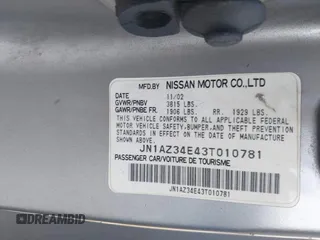 MFD.BY NISSAN MOTOR CO.,LTD
DATE 11/02
GVWR/PNBV 3815 LBS.
GAWR/PNBE FR. 1906 LBS. RR. 1929 LBS.
THIS VEHICLE CONFORMS TO ALL APPLICABLE FEDERAL
MOTOR VEHICLE SAFETY,BUMPER,AND THEFT PREVENTION
STANDARDS IN EFFECT ON THE DATE OF
MANUFACTURE SHOWN ABOVE.
JN1AZ34E43T010781
PASSENGER CAR/VOITURE DE TOURISME
JN1AZ34E43T010781
DREAMBID